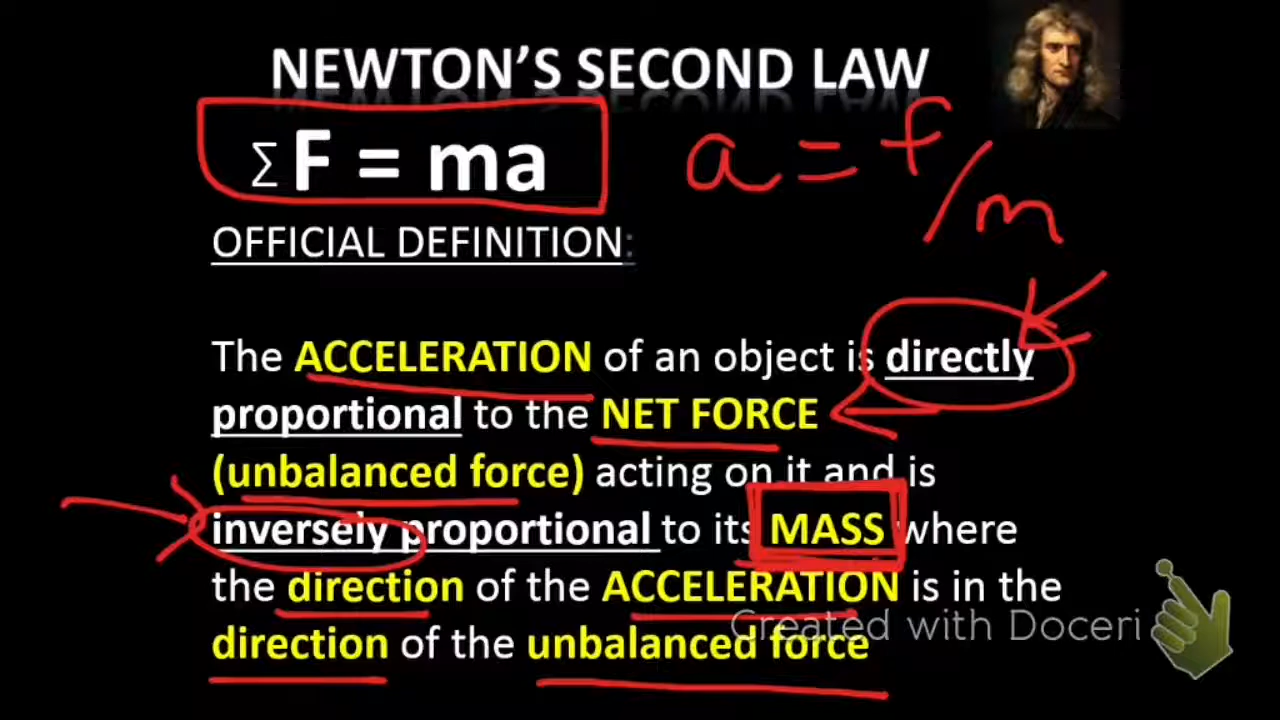 NEWTON'S SECOND LAW
∑F = ma
a = f/m
OFFICIAL DEFINITION:
The ACCELERATION of an object is directly
proportional to the NET FORCE
(unbalanced force) acting on it and is
inversely proportional to its MASS where
the direction of the ACCELERATION is in the
direction of the unbalanced force
Created with Doceri